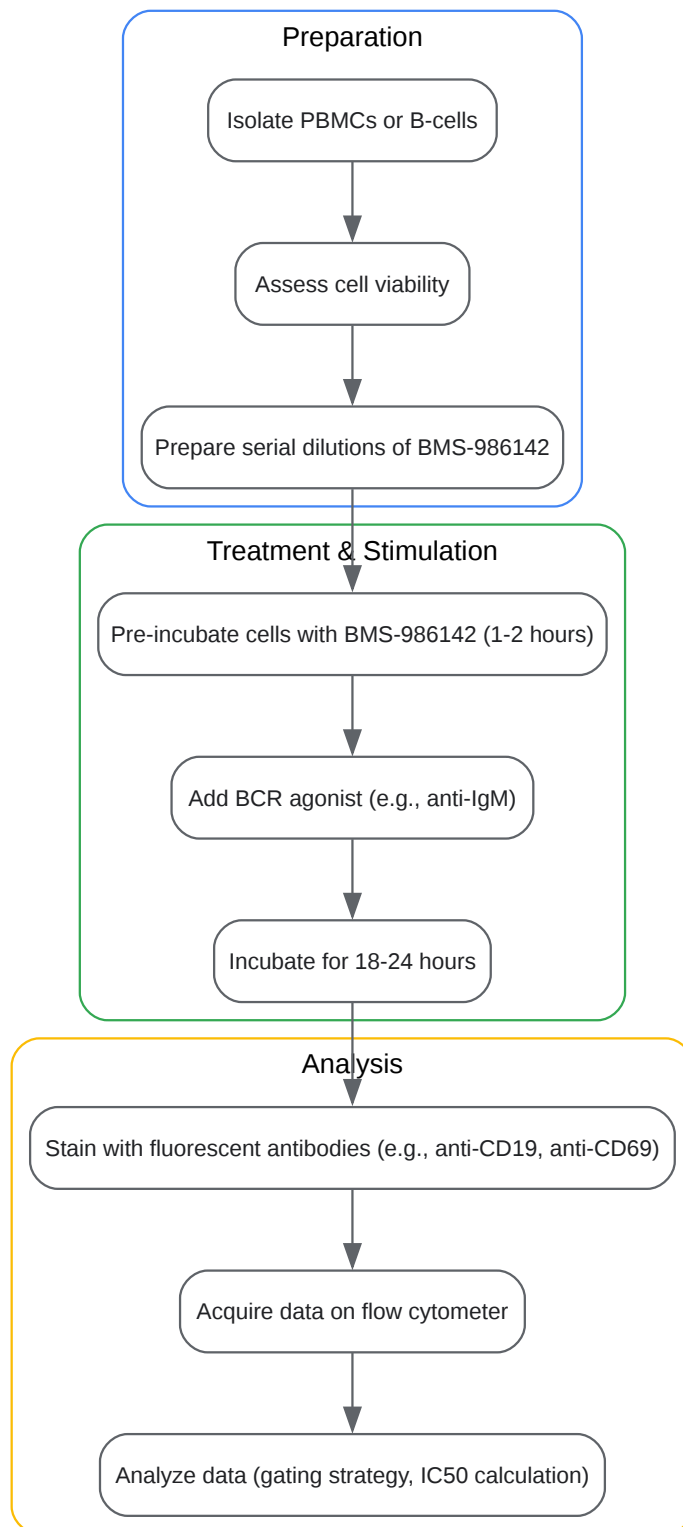 Preparation
Isolate PBMCs or B-cells
Assess cell viability
Prepare serial dilutions of BMS-986142
Treatment & Stimulation
Pre-incubate cells with BMS-986142 (1-2 hours)
Add BCR agonist (e.g., anti-IgM)
Incubate for 18-24 hours
Analysis
Stain with fluorescent antibodies (e.g., anti-CD19, anti-CD69)
Acquire data on flow cytometer
Analyze data (gating strategy, IC50 calculation)